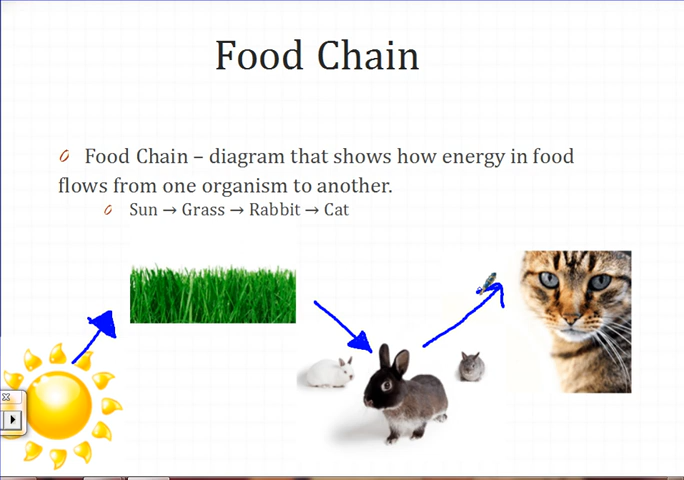 Food Chain
Food Chain – diagram that shows how energy in food
flows from one organism to another.
Sun → Grass → Rabbit → Cat